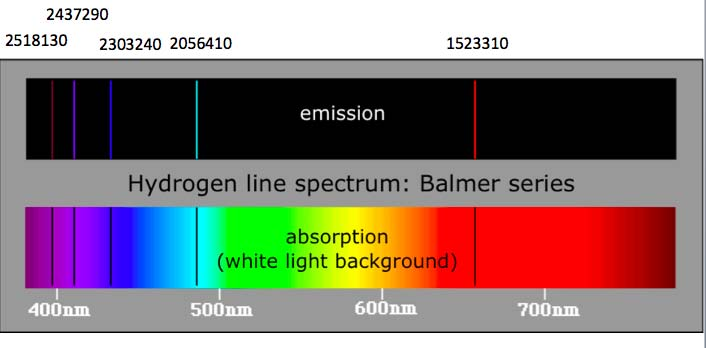 2437290
2518130 2303240 2056410 1523310
emission
Hydrogen line spectrum: Balmer series
absorption
(white light background)
400nm 500nm 600nm 700nm